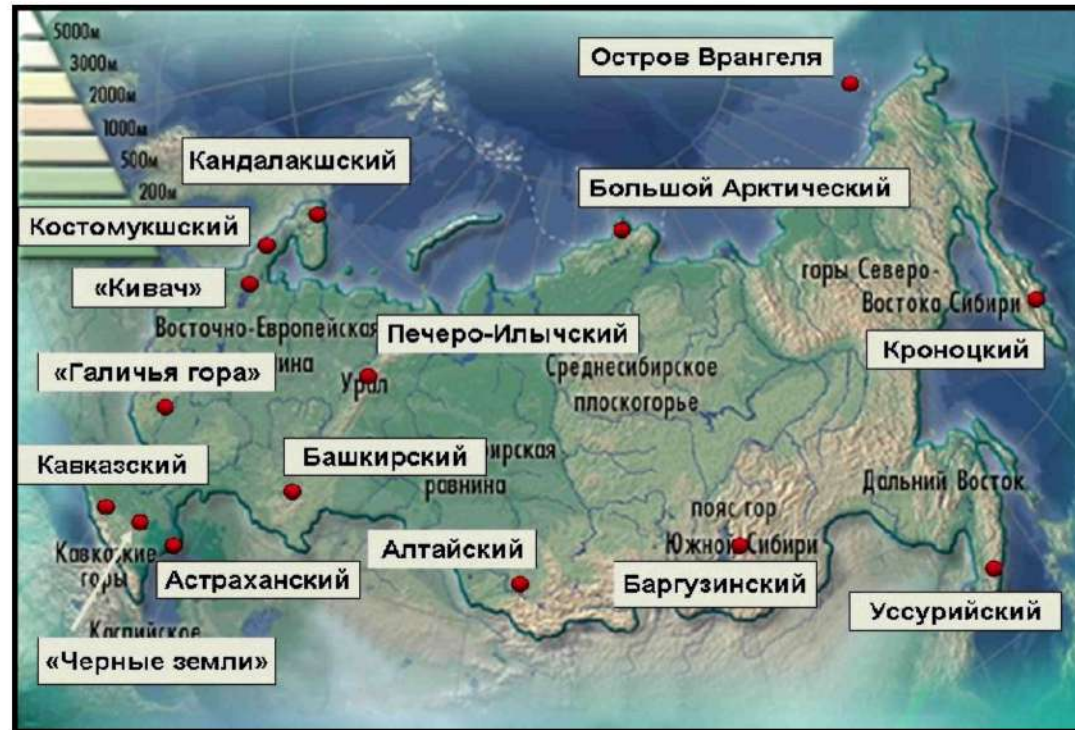 5000м
3000м
2000м
1000м
500м
200м
Остров Врангеля
Кандалакшский
Большой Арктический
Костомукшский
«Кивач»
горы Северо-
Востока Сибири
Восточно-Европейская
Печеро-Илычский
Кроноцкий
«Галичья гора»
ина
Урал
Среднесибирское
плоскогорье
Кавказский
Башкирский
ирская
равнина
Дальний Восток
пояс гор
Южной Сибири
Алтайский
Кавказские
горы
Астраханский
Баргузинский
Уссурийский
Каспийское
«Черные земли»